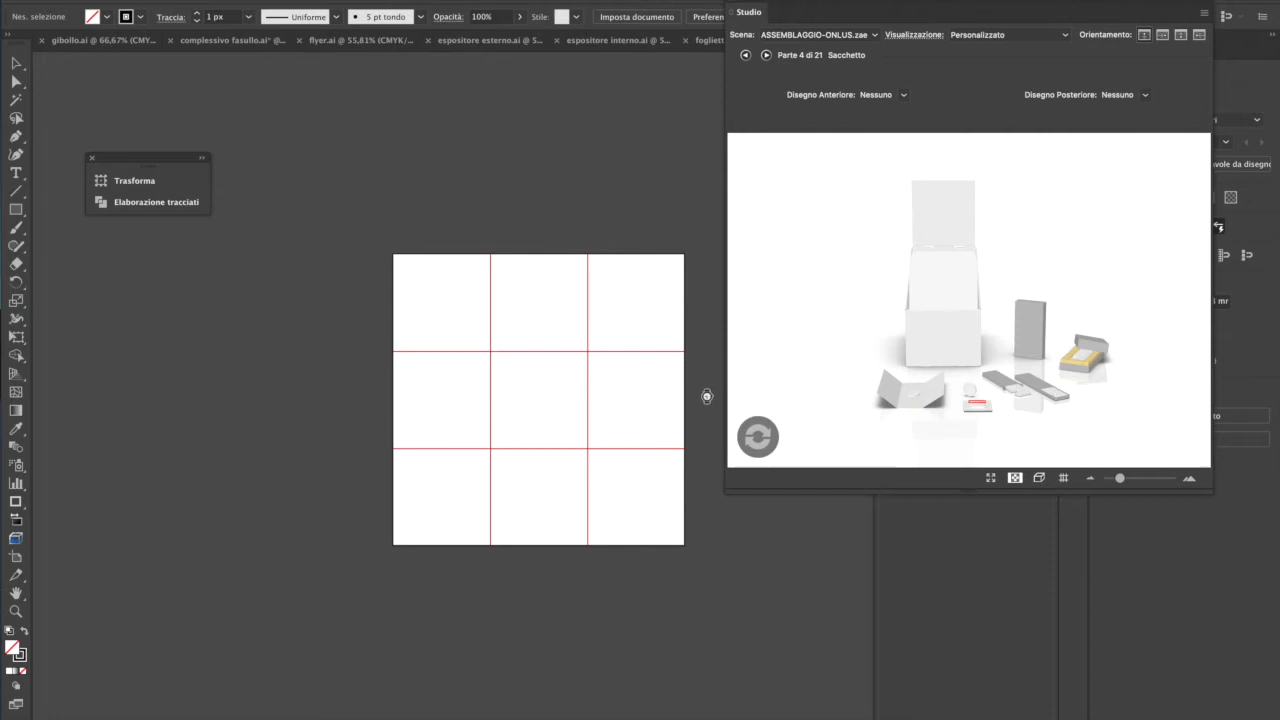 Nes. selezione
Traccia: 1 px
Uniforme
5 pt tondo
Opacità: 100%
Stile:
Imposta documento
Preferen
gibollo.ai @ 66,67% (CMY...
complessivo fasullo.ai* @...
flyer.ai @ 55,81% (CMYK/...
espositore esterno.ai @ 5...
espositore interno.ai @ 5...
fogliett
Trasforma
Elaborazione tracciati
Studio
Scena: ASSEMBLAGGIO-ONLUS.zae
Visualizzazione: Personalizzato
Orientamento:
Parte 4 di 21 Sacchetto
Disegno Anteriore: Nessuno
Disegno Posteriore: Nessuno
vole da disegno